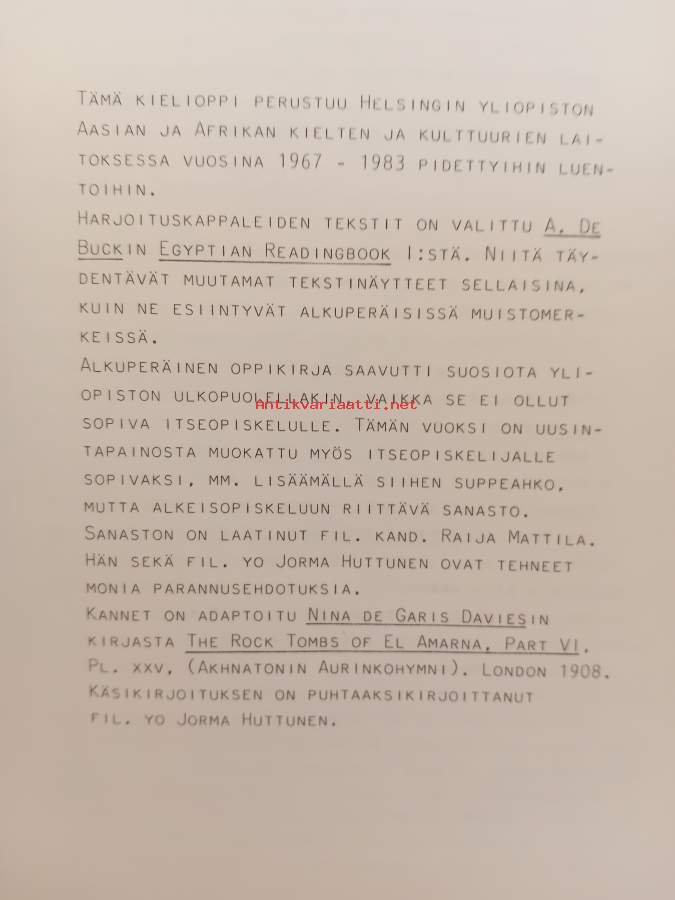 TÄMÄ KIELIOPPI PERUSTUU HELSINGIN YLIOPISTON
AASIAN JA AFRIKAN KIELTEN JA KULTTUURIEN LAI-
TOKSESSA VUOSINA 1967 - 1983 PIDETTYIHIN LUEN-
TOIHIN.
HARJOITUSKAPPALEIDEN TEKSTIT ON VALITTU A. DE
BUCKIN EGYPTIAN READINGBOOK I:STÄ. NIITÄ TÄY-
DENTÄVÄT MUUTAMAT TEKSTINÄYTTEET SELLAISINA,
KUIN NE ESIINTYVÄT ALKUPERÄISISSÄ MUISTOMER-
KEISSÄ.
ALKUPERÄINEN OPPIKIRJA SAAVUTTI SUOSIOTA YLI-
OPISTON ULKOPUOLELLAKIN, VAIKKA SE EI OLLUT
Antikvariaatti.net
SOPIVA ITSEOPISKELULLE. TÄMÄN VUOKSI ON UUSIN-
TAPAINOSTA MUOKATTU MYÖS ITSEOPISKELIJALLE
SOPIVAKSI, MM. LISÄÄMÄLLÄ SIIHEN SUPPEAHKO,
MUTTA ALKEISOPISKELUUN RIITTÄVÄ SANASTO.
SANASTON ON LAATINUT FIL. KAND. RAIJA MATTILA.
HÄN SEKÄ FIL. YO JORMA HUTTUNEN OVAT TEHNEET
MONIA PARANNUSEHDOTUKSIA.
KANNET ON ADAPTOITU NINA DE GARIS DAVIESIN
KIRJASTA THE ROCK TOMBS OF EL AMARNA, PART VI.
PL. XXV, (AKHNATONIN AURINKOHYMNI). LONDON 1908.
KÄSIKIRJOITUKSEN ON PUHTAAKSIKIRJOITTANUT
FIL. YO JORMA HUTTUNEN.